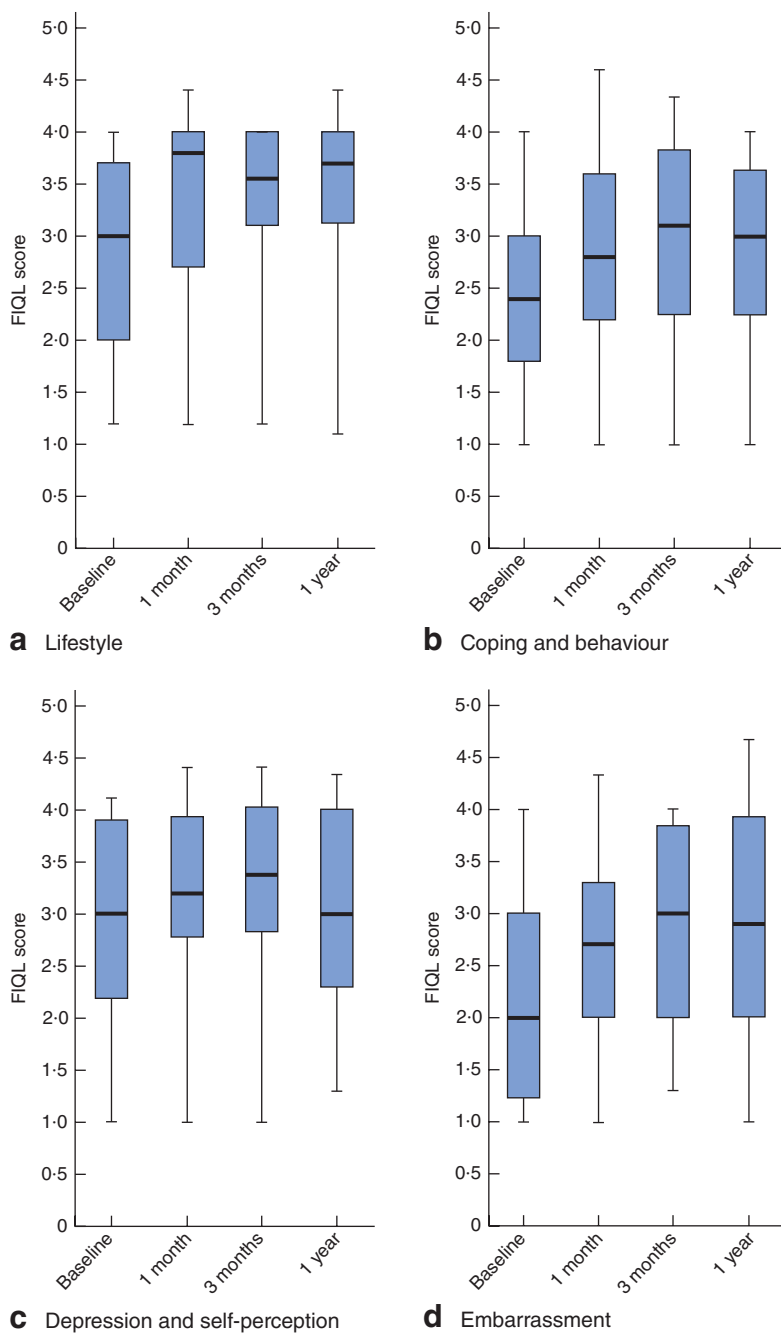 5·0
4·5
4·0
3·5
3·0
2·5
2·0
1·5
1·0
0·5
0
FIQL score
Baseline
1 month
3 months
1 year
a Lifestyle
5·0
4·5
4·0
3·5
3·0
2·5
2·0
1·5
1·0
0·5
0
FIQL score
Baseline
1 month
3 months
1 year
b Coping and behaviour
5·0
4·5
4·0
3·5
3·0
2·5
2·0
1·5
1·0
0·5
0
FIQL score
Baseline
1 month
3 months
1 year
c Depression and self-perception
5·0
4·5
4·0
3·5
3·0
2·5
2·0
1·5
1·0
0·5
0
FIQL score
Baseline
1 month
3 months
1 year
d Embarrassment